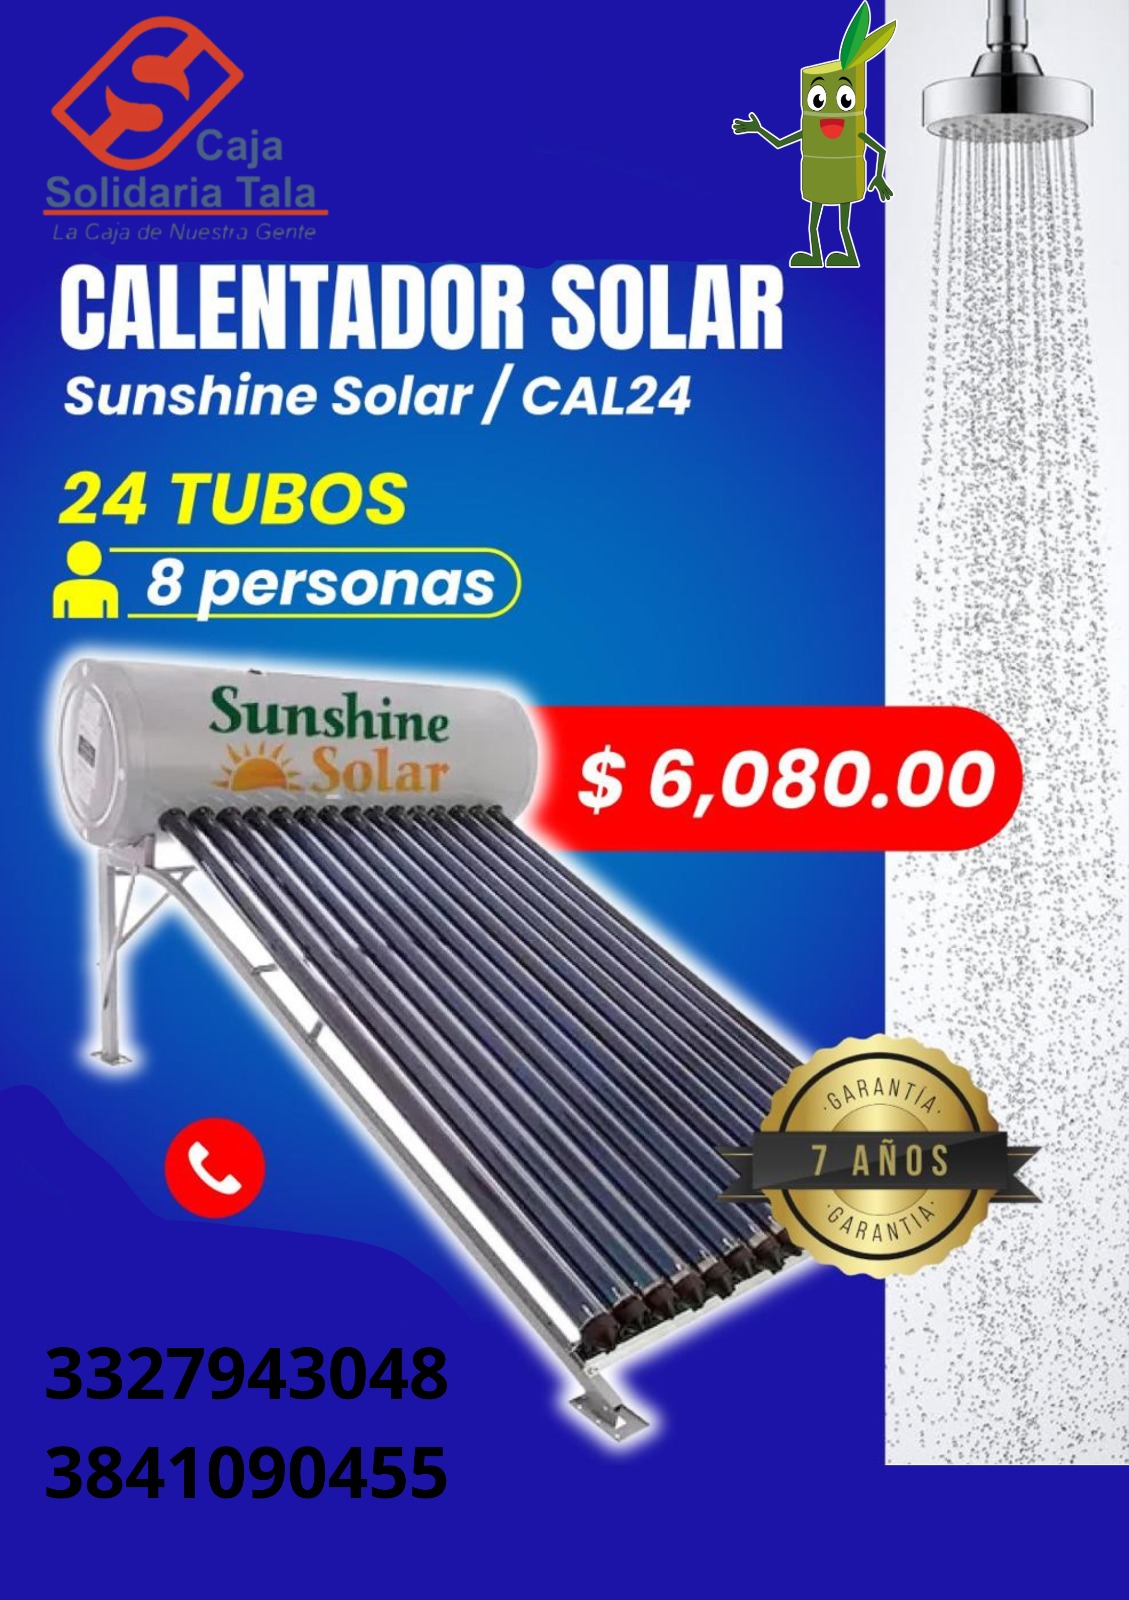 Caja
Solidaria Tala
La Caja de Nuestra Gente
CALENTADOR SOLAR
Sunshine Solar / CAL24
24 TUBOS
8 personas
Sunshine
Solar
$ 6,080.00
·GARANTÍA·
7 AÑOS
·GARANTIA·
3327943048
3841090455